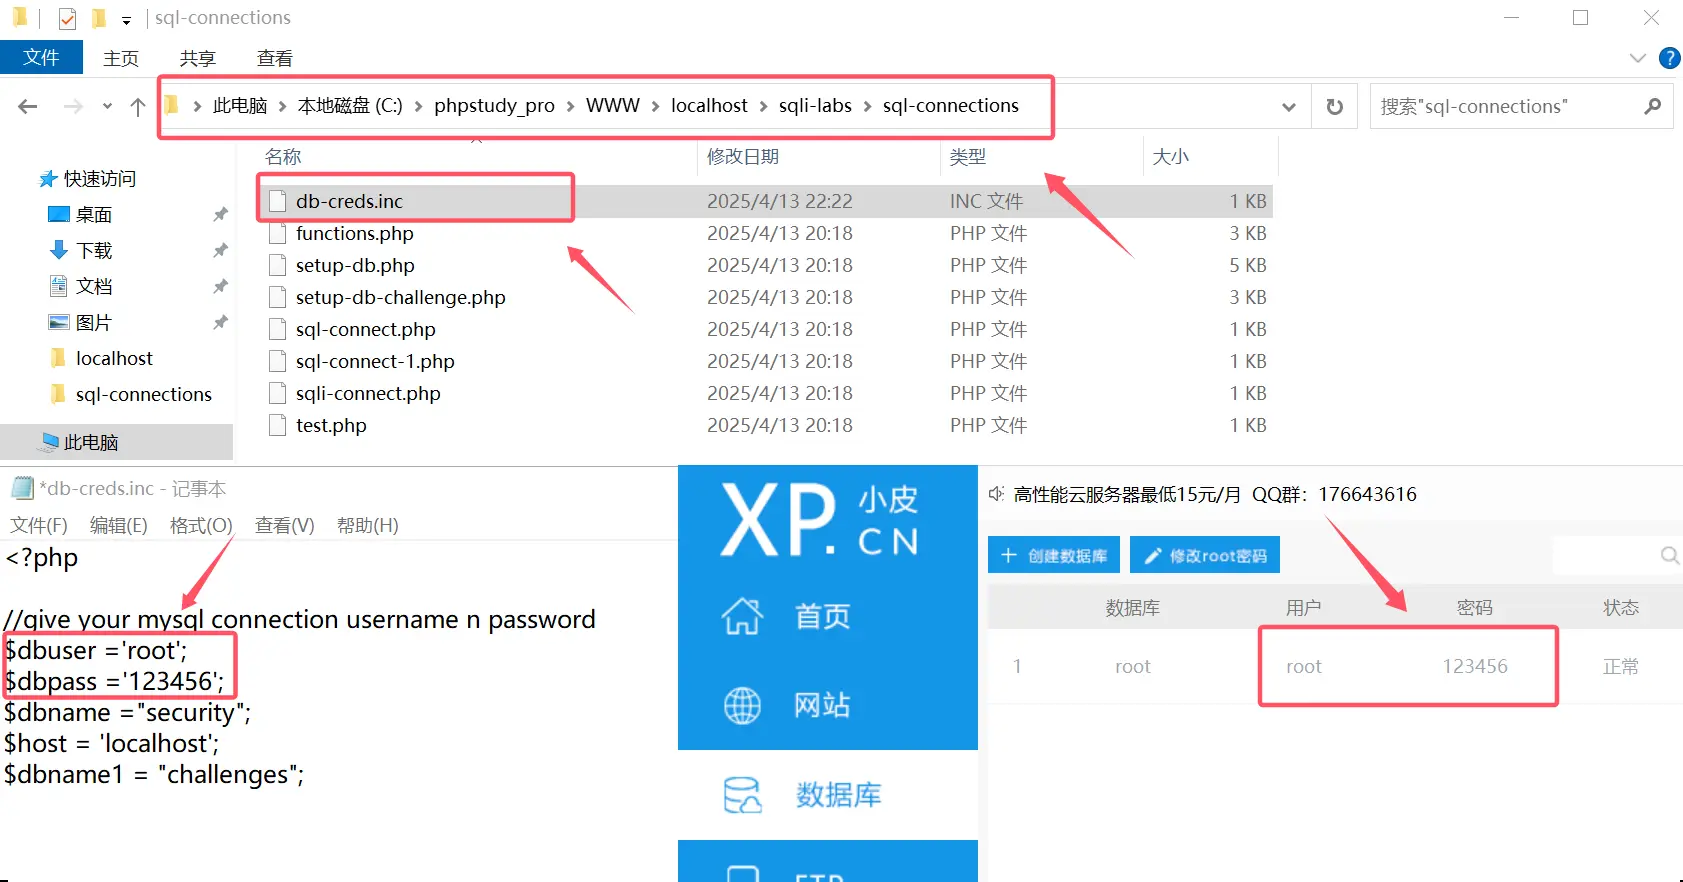 sql-connections
文件 主页 共享 查看
此电脑 本地磁盘 (C:) phpstudy_pro WWW localhost sqli-labs sql-connections
搜索"sql-connections"
名称 修改日期 类型 大小
快速访问
桌面
下载
文档
图片
localhost
sql-connections
此电脑
db-creds.inc 2025/4/13 22:22 INC 文件 1 KB
functions.php 2025/4/13 20:18 PHP 文件 3 KB
setup-db.php 2025/4/13 20:18 PHP 文件 5 KB
setup-db-challenge.php 2025/4/13 20:18 PHP 文件 3 KB
sql-connect.php 2025/4/13 20:18 PHP 文件 1 KB
sql-connect-1.php 2025/4/13 20:18 PHP 文件 1 KB
sqli-connect.php 2025/4/13 20:18 PHP 文件 1 KB
test.php 2025/4/13 20:18 PHP 文件 1 KB
*db-creds.inc - 记事本
文件(F) 编辑(E) 格式(O) 查看(V) 帮助(H)
<?php
//give your mysql connection username n password
$dbuser ='root';
$dbpass ='123456';
$dbname ="security";
$host = 'localhost';
$dbname1 = "challenges";
XP. 小皮
CN
首页
网站
数据库
高性能云服务器最低15元/月 QQ群：176643616
创建数据库 修改root密码
数据库 用户 密码 状态
1 root root 123456 正常